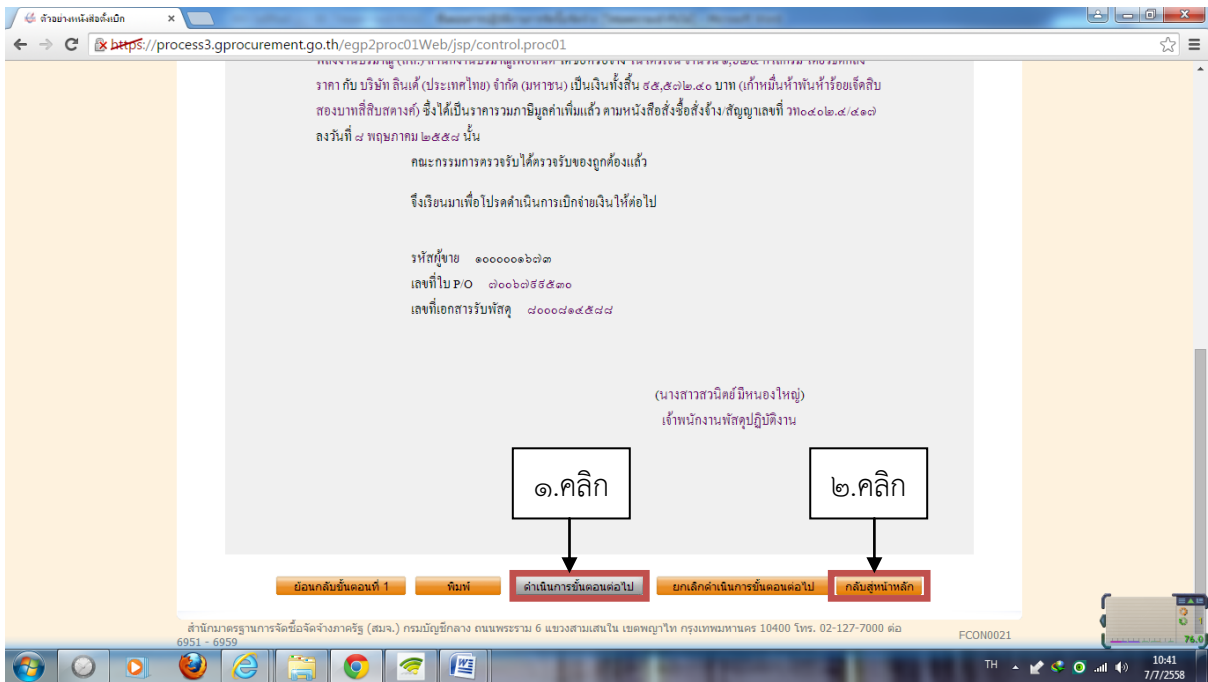 ตัวอย่างหนังสือตั้งเบิก
https://process3.gprocurement.go.th/egp2proc01Web/jsp/control.proc01
ราคา กับ บริษัท ลินเด้ (ประเทศไทย) จำกัด (มหาชน) เป็นเงินทั้งสิ้น ๙๕,๕๗๒.๔๐ บาท (เก้าหมื่นห้าพันห้าร้อยเจ็ดสิบ
สองบาทสี่สิบสตางค์) ซึ่งได้เป็นราคารวมภาษีมูลค่าเพิ่มแล้ว ตามหนังสือสั่งซื้อสั่งจ้าง/สัญญาเลขที่ วท๐๔๐๒.๔/๔๑๗
ลงวันที่ ๘ พฤษภาคม ๒๕๕๘ นั้น
คณะกรรมการตรวจรับได้ตรวจรับของถูกต้องแล้ว
จึงเรียนมาเพื่อโปรดดำเนินการเบิกจ่ายเงินให้ต่อไป
รหัสผู้ขาย ๑๐๐๐๐๐๑๖๗๓
เลขที่ใบ P/O ๗๐๐๖๗๙๙๕๓๐
เลขที่เอกสารรับพัสดุ ๘๐๐๐๘๑๔๕๘๘
(นางสาวสวนิตย์ มีหนองใหญ่)
เจ้าพนักงานพัสดุปฏิบัติงาน
๑.คลิก ๒.คลิก
ย้อนกลับขั้นตอนที่ 1 พิมพ์ ดำเนินการขั้นตอนต่อไป ยกเลิกดำเนินการขั้นตอนต่อไป กลับสู่หน้าหลัก
สำนักมาตรฐานการจัดซื้อจัดจ้างภาครัฐ (สมจ.) กรมบัญชีกลาง ถนนพระราม 6 แขวงสามเสนใน เขตพญาไท กรุงเทพมหานคร 10400 โทร. 02-127-7000 ต่อ
6951 - 6959 FCON0021
76.0
TH 10:41
7/7/2558